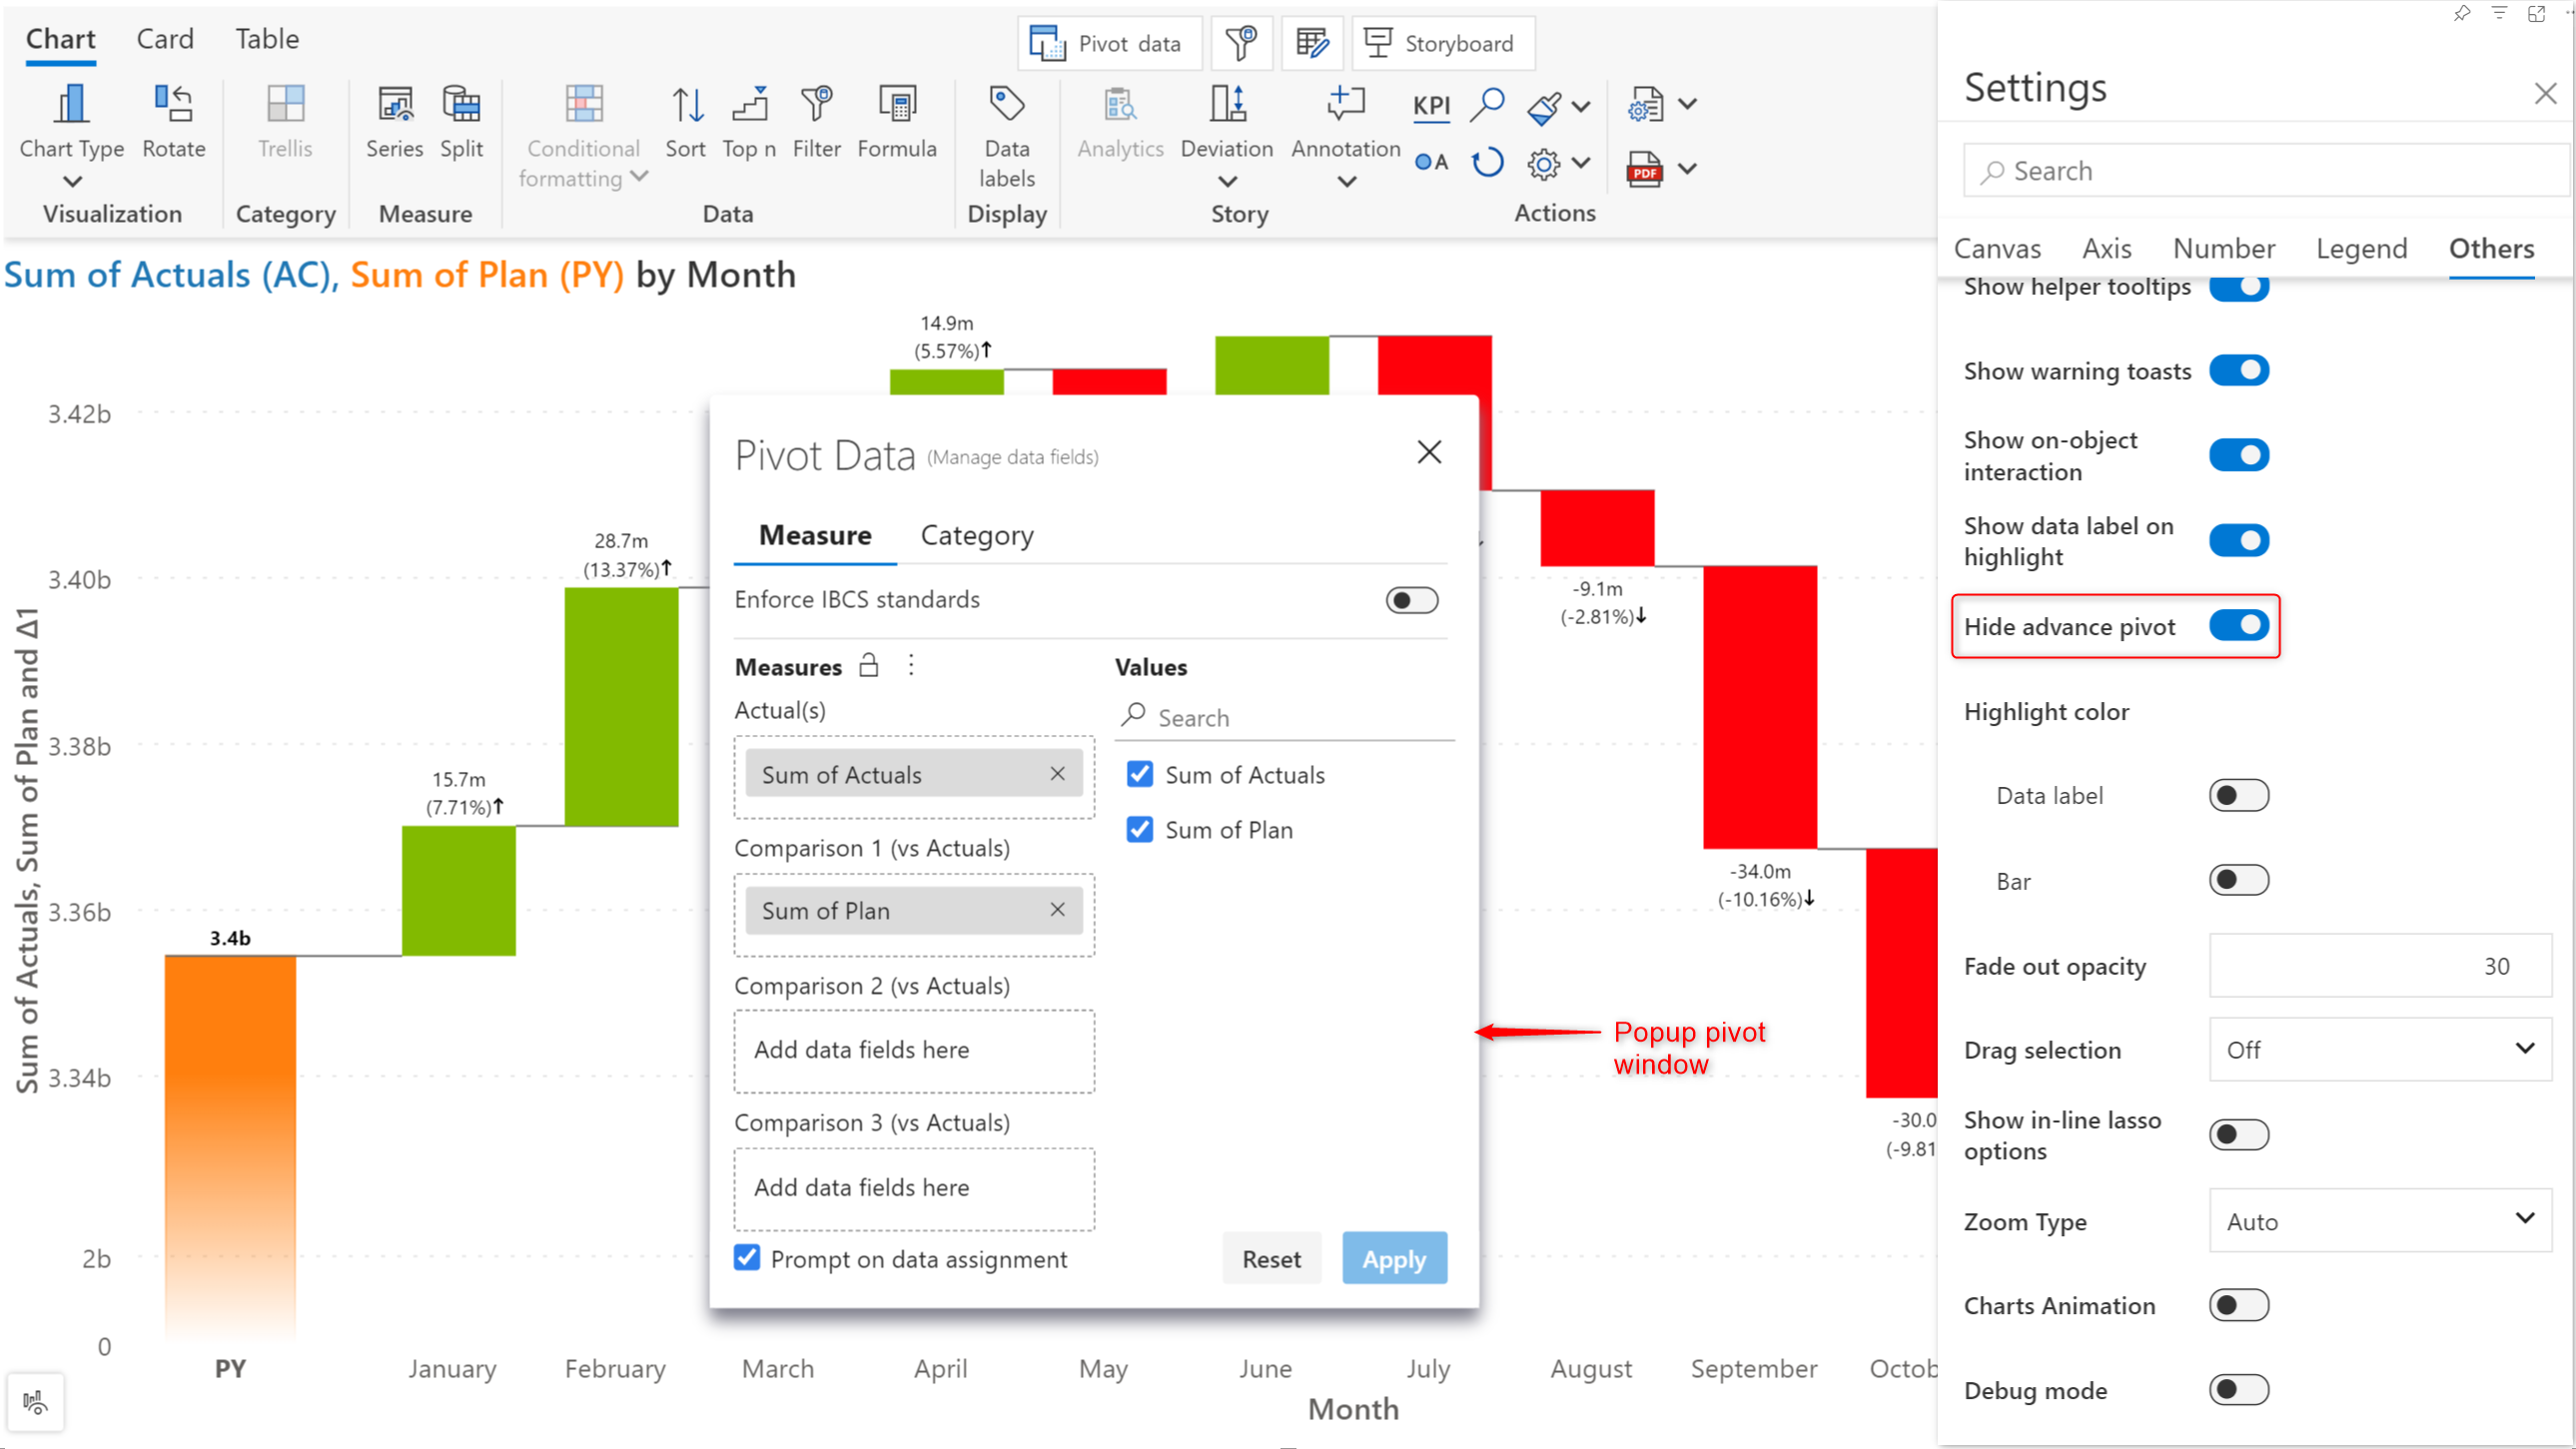 Chart Card Table
Pivot data
Storyboard
Chart Type
Rotate
Trellis
Series
Split
Conditional
formatting
Sort
Top n
Filter
Formula
Data
labels
Analytics
Deviation
Annotation
KPI
A
PDF
Visualization
Category
Measure
Data
Display
Story
Actions
Sum of Actuals (AC), Sum of Plan (PY) by Month
Sum of Actuals, Sum of Plan and Δ1
3.42b
3.40b
3.38b
3.36b
3.34b
2b
0
3.4b
15.7m
(7.71%)↑
28.7m
(13.37%)↑
14.9m
(5.57%)↑
-9.1m
(-2.81%)↓
-34.0m
(-10.16%)↓
-30.0
(-9.81
PY
January
February
March
April
May
June
July
August
September
Octob
Month
Pivot Data (Manage data fields)
Measure Category
Enforce IBCS standards
Measures
Actual(s)
Sum of Actuals
Comparison 1 (vs Actuals)
Sum of Plan
Comparison 2 (vs Actuals)
Add data fields here
Comparison 3 (vs Actuals)
Add data fields here
Values
Search
Sum of Actuals
Sum of Plan
Prompt on data assignment
Reset
Apply
Popup pivot
window
Settings
Search
Canvas Axis Number Legend Others
Show helper tooltips
Show warning toasts
Show on-object
interaction
Show data label on
highlight
Hide advance pivot
Highlight color
Data label
Bar
Fade out opacity 30
Drag selection Off
Show in-line lasso
options
Zoom Type Auto
Charts Animation
Debug mode